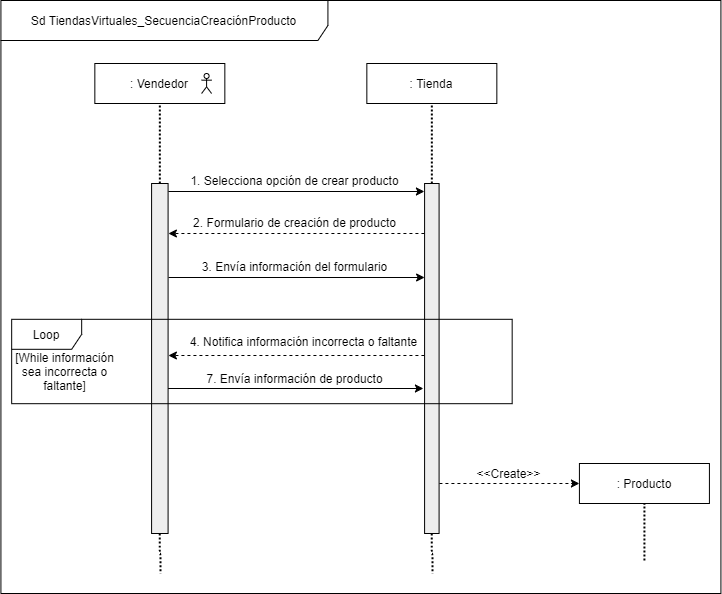 Sd TiendasVirtuales_SecuenciaCreaciónProducto
: Vendedor
: Tienda
1. Selecciona opción de crear producto
2. Formulario de creación de producto
3. Envía información del formulario
Loop
4. Notifica información incorrecta o faltante
[While información
sea incorrecta o
faltante]
7. Envía información de producto
<<Create>>
: Producto